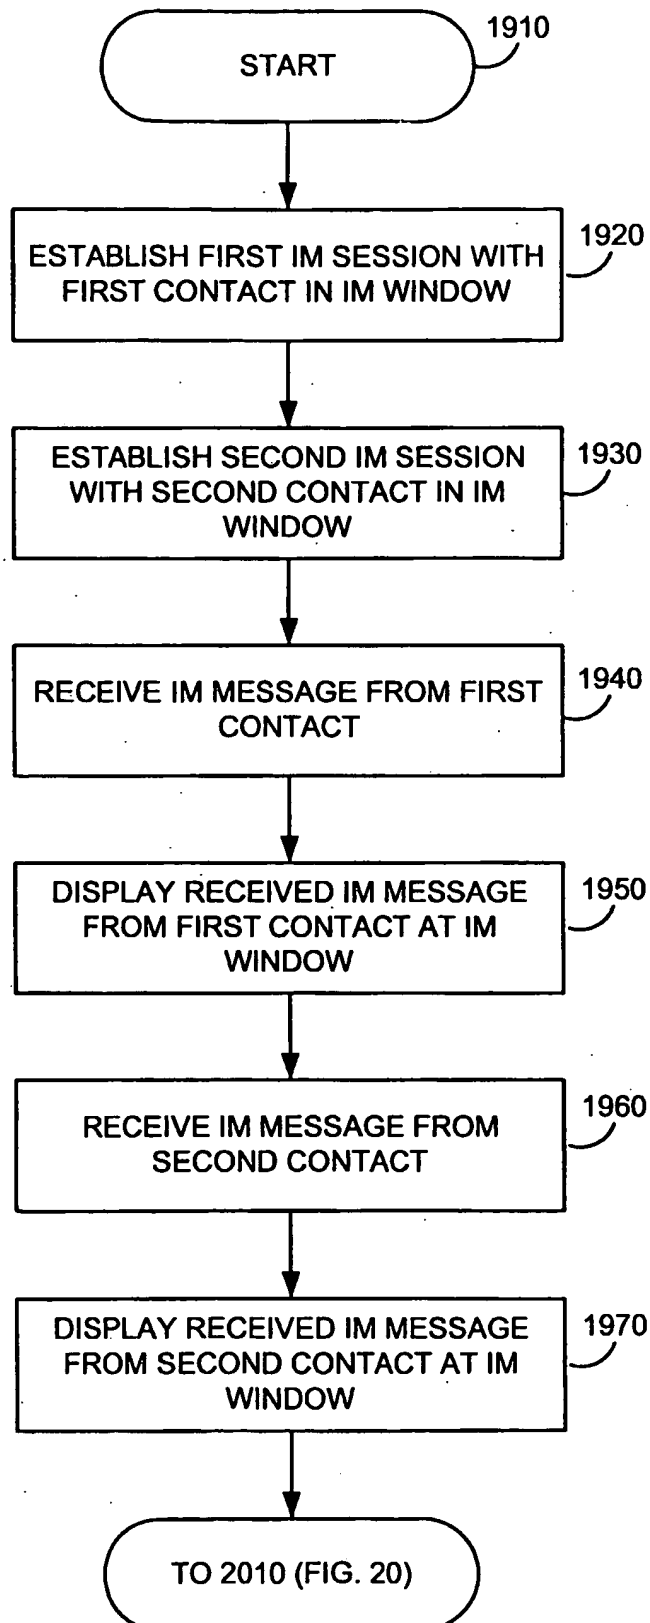 1910
START
1920
ESTABLISH FIRST IM SESSION WITH
FIRST CONTACT IN IM WINDOW
1930
ESTABLISH SECOND IM SESSION
WITH SECOND CONTACT IN IM
WINDOW
1940
RECEIVE IM MESSAGE FROM FIRST
CONTACT
1950
DISPLAY RECEIVED IM MESSAGE
FROM FIRST CONTACT AT IM
WINDOW
1960
RECEIVE IM MESSAGE FROM
SECOND CONTACT
1970
DISPLAY RECEIVED IM MESSAGE
FROM SECOND CONTACT AT IM
WINDOW
TO 2010 (FIG. 20)